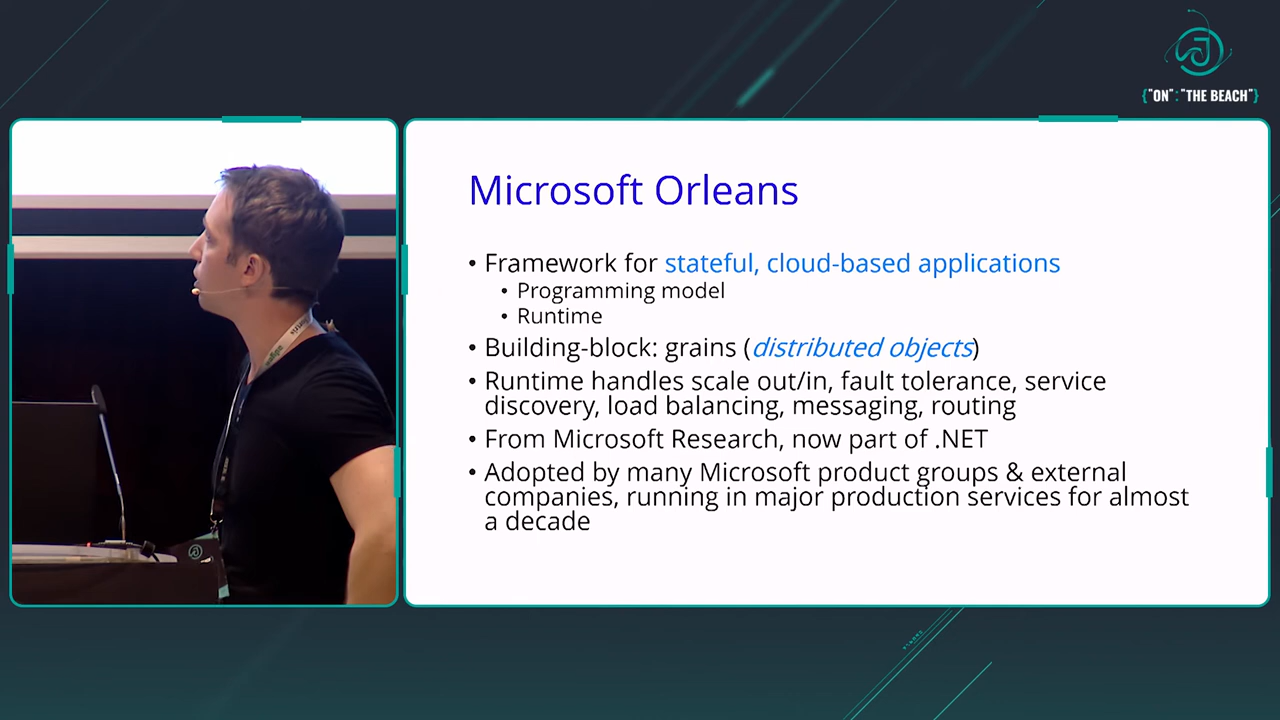 {"ON":"THE BEACH"}
Microsoft Orleans
• Framework for stateful, cloud-based applications
• Programming model
• Runtime
• Building-block: grains (distributed objects)
• Runtime handles scale out/in, fault tolerance, service
discovery, load balancing, messaging, routing
• From Microsoft Research, now part of .NET
• Adopted by many Microsoft product groups & external
companies, running in major production services for almost
a decade